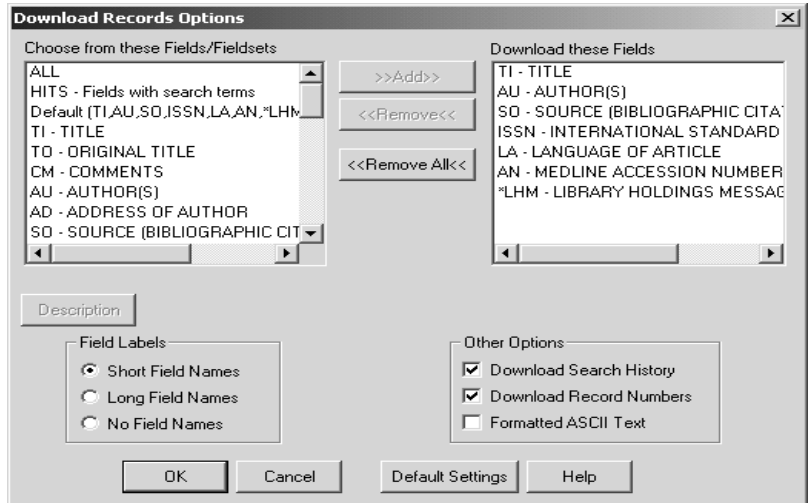 Download Records Options
Choose from these Fields/Fieldsets
ALL
HITS - Fields with search terms
Default (TI,AU,SO,ISSN,LA,AN,*LHM
TI - TITLE
TO - ORIGINAL TITLE
CM - COMMENTS
AU - AUTHOR(S)
AD - ADDRESS OF AUTHOR
SO - SOURCE (BIBLIOGRAPHIC CIT
>>Add>>
<<Remove<<
<<Remove All<<
Download these Fields
TI - TITLE
AU - AUTHOR(S)
SO - SOURCE (BIBLIOGRAPHIC CITA
ISSN - INTERNATIONAL STANDARD
LA - LANGUAGE OF ARTICLE
AN - MEDLINE ACCESSION NUMBER
*LHM - LIBRARY HOLDINGS MESSAG
Description
Field Labels
Short Field Names
Long Field Names
No Field Names
Other Options
Download Search History
Download Record Numbers
Formatted ASCII Text
OK
Cancel
Default Settings
Help